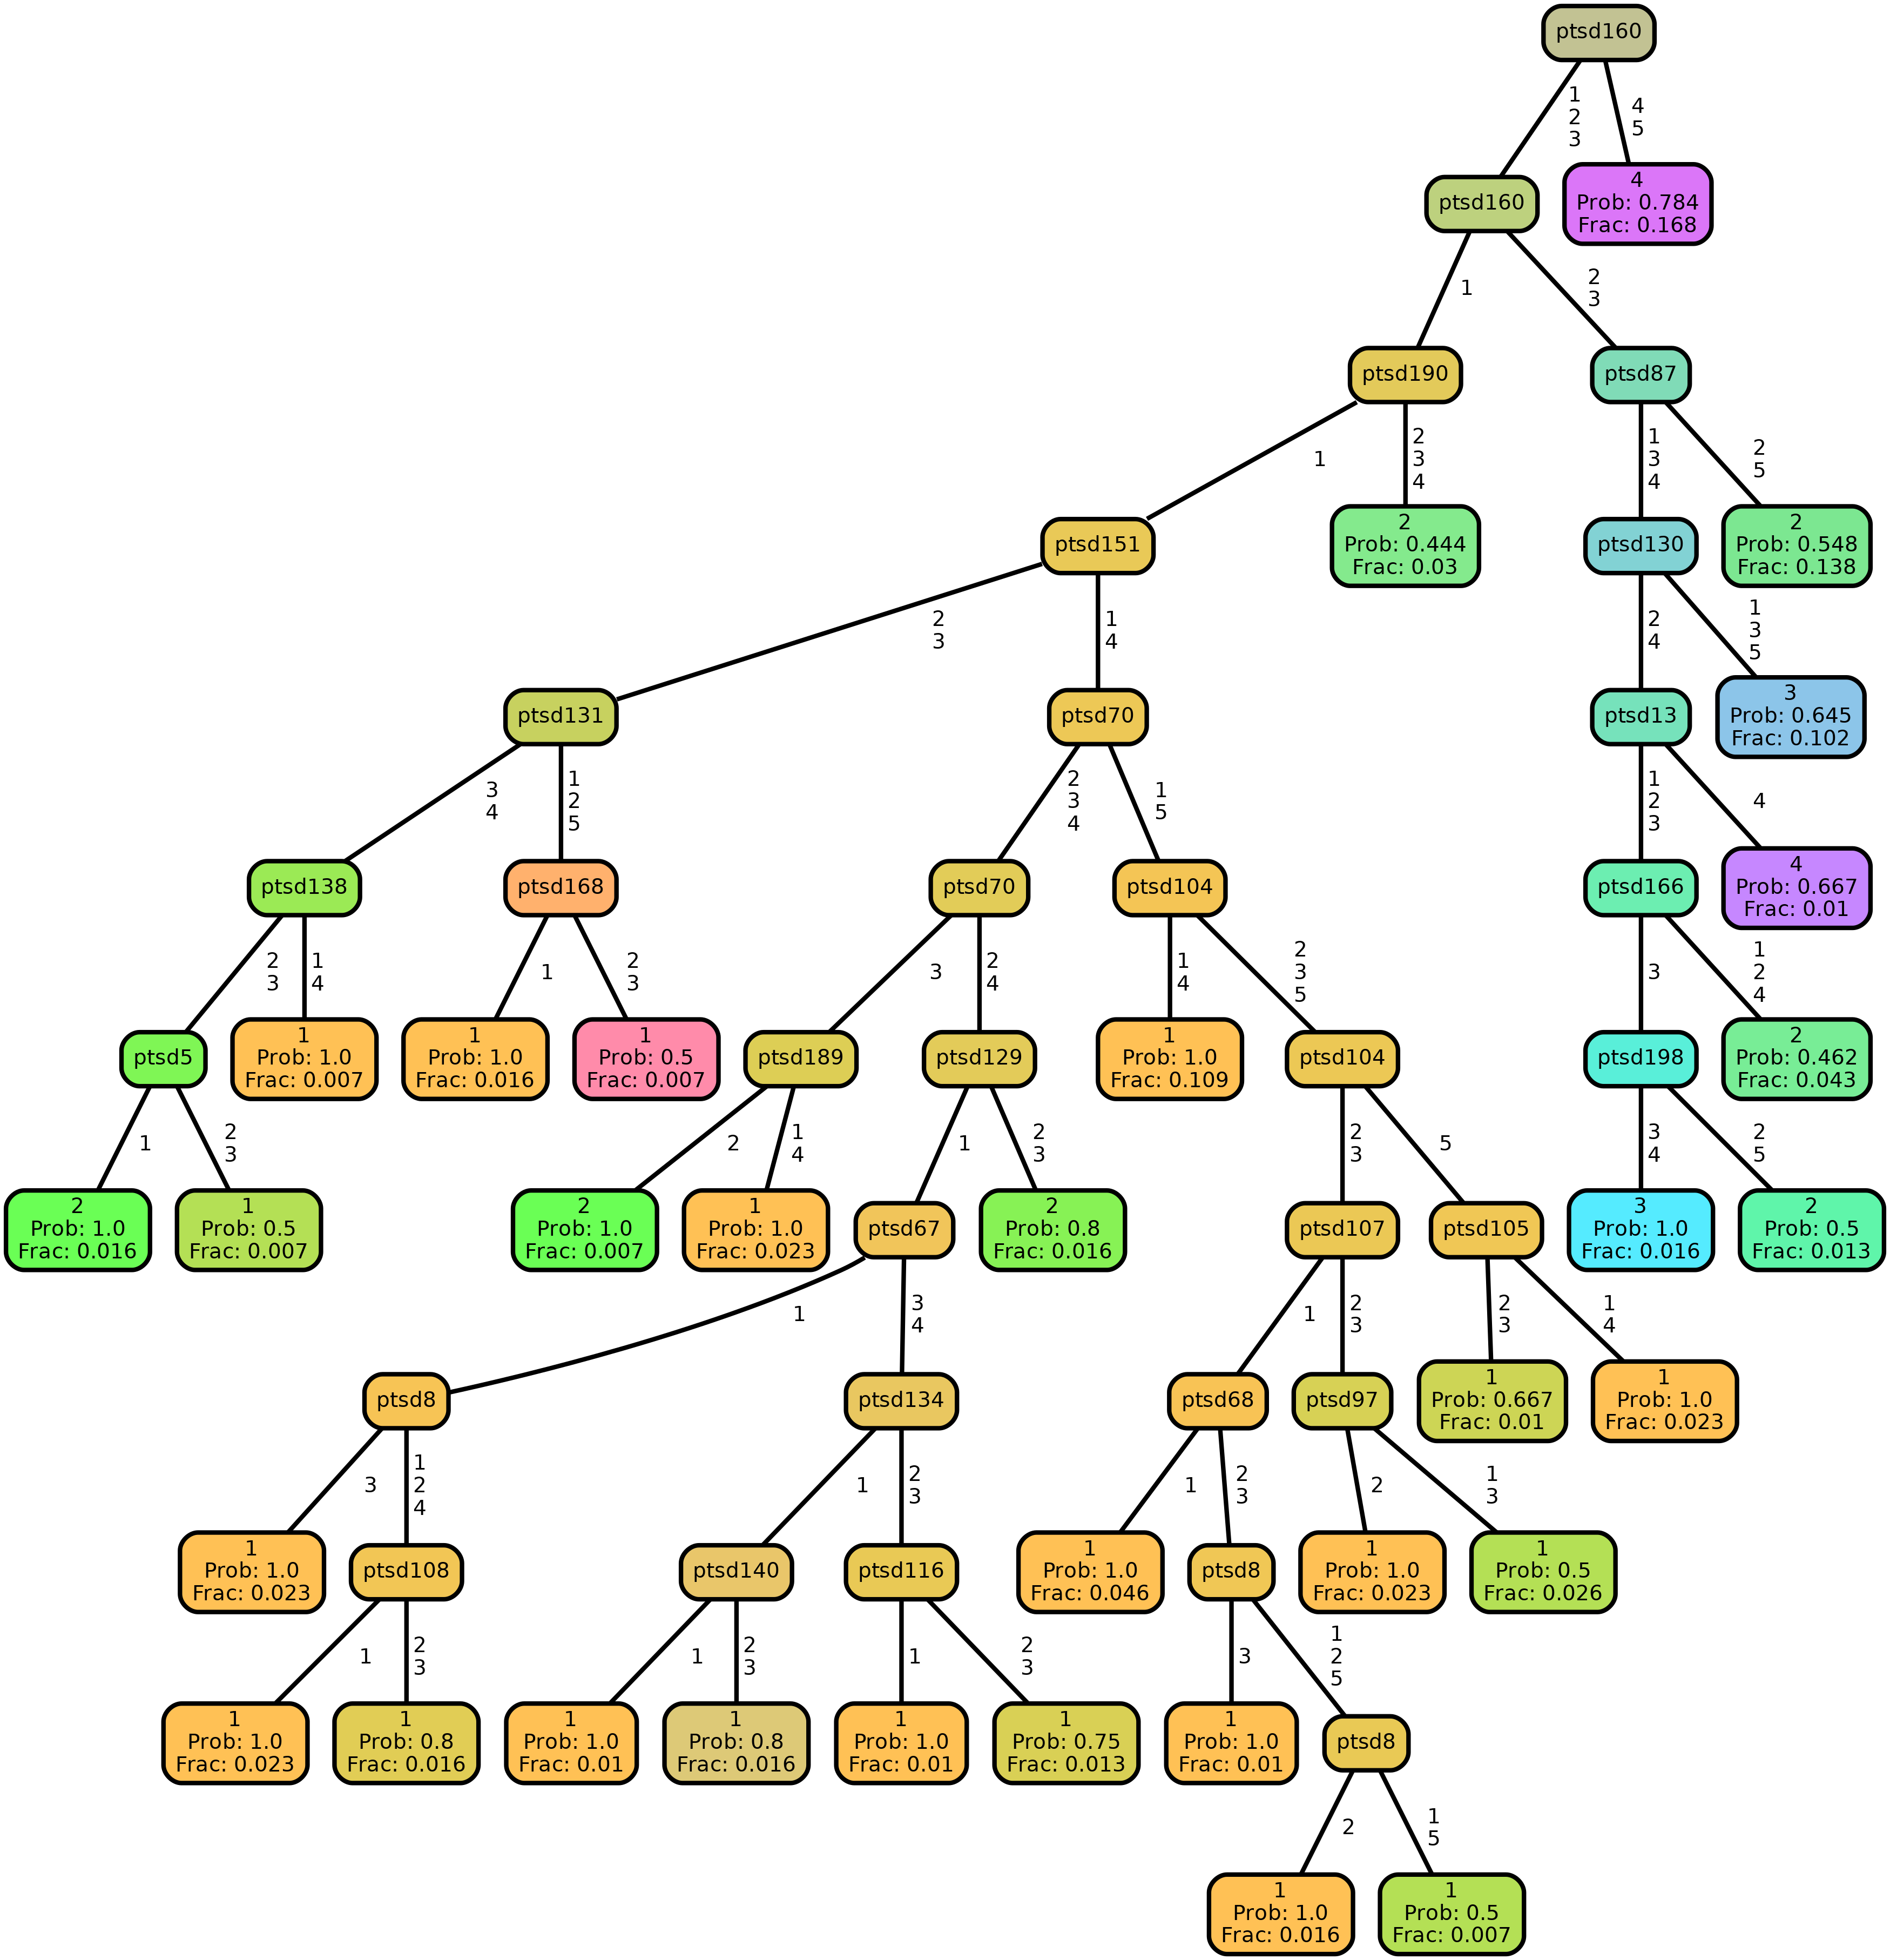 ptsd160
1
2
3
4
5
ptsd160
4
Prob: 0.784
Frac: 0.168
1
2
3
ptsd190
ptsd87
1
2
3
4
1
3
4
2
5
ptsd151
2
Prob: 0.444
Frac: 0.03
ptsd130
2
Prob: 0.548
Frac: 0.138
2
3
1
4
2
4
1
3
5
ptsd131
ptsd70
ptsd13
3
Prob: 0.645
Frac: 0.102
3
4
1
2
5
2
3
4
1
5
1
2
3
4
ptsd138
ptsd168
ptsd70
ptsd104
ptsd166
4
Prob: 0.667
Frac: 0.01
2
3
1
4
1
2
3
3
2
4
1
4
2
3
5
3
1
2
4
ptsd5
1
Prob: 1.0
Frac: 0.007
1
Prob: 1.0
Frac: 0.016
1
Prob: 0.5
Frac: 0.007
ptsd189
ptsd129
1
Prob: 1.0
Frac: 0.109
ptsd104
ptsd198
2
Prob: 0.462
Frac: 0.043
1
2
3
2
1
4
1
2
3
2
3
5
3
4
2
5
2
Prob: 1.0
Frac: 0.016
1
Prob: 0.5
Frac: 0.007
2
Prob: 1.0
Frac: 0.007
1
Prob: 1.0
Frac: 0.023
ptsd67
2
Prob: 0.8
Frac: 0.016
ptsd107
ptsd105
3
Prob: 1.0
Frac: 0.016
2
Prob: 0.5
Frac: 0.013
1
3
4
1
2
3
2
3
1
4
ptsd8
ptsd134
ptsd68
ptsd97
1
Prob: 0.667
Frac: 0.01
1
Prob: 1.0
Frac: 0.023
3
1
2
4
1
2
3
1
2
3
2
1
3
1
Prob: 1.0
Frac: 0.023
ptsd108
ptsd140
ptsd116
1
Prob: 1.0
Frac: 0.046
ptsd8
1
Prob: 1.0
Frac: 0.023
1
Prob: 0.5
Frac: 0.026
1
2
3
1
2
3
1
2
3
3
1
2
5
1
Prob: 1.0
Frac: 0.023
1
Prob: 0.8
Frac: 0.016
1
Prob: 1.0
Frac: 0.01
1
Prob: 0.8
Frac: 0.016
1
Prob: 1.0
Frac: 0.01
1
Prob: 0.75
Frac: 0.013
1
Prob: 1.0
Frac: 0.01
ptsd8
2
1
5
1
Prob: 1.0
Frac: 0.016
1
Prob: 0.5
Frac: 0.007